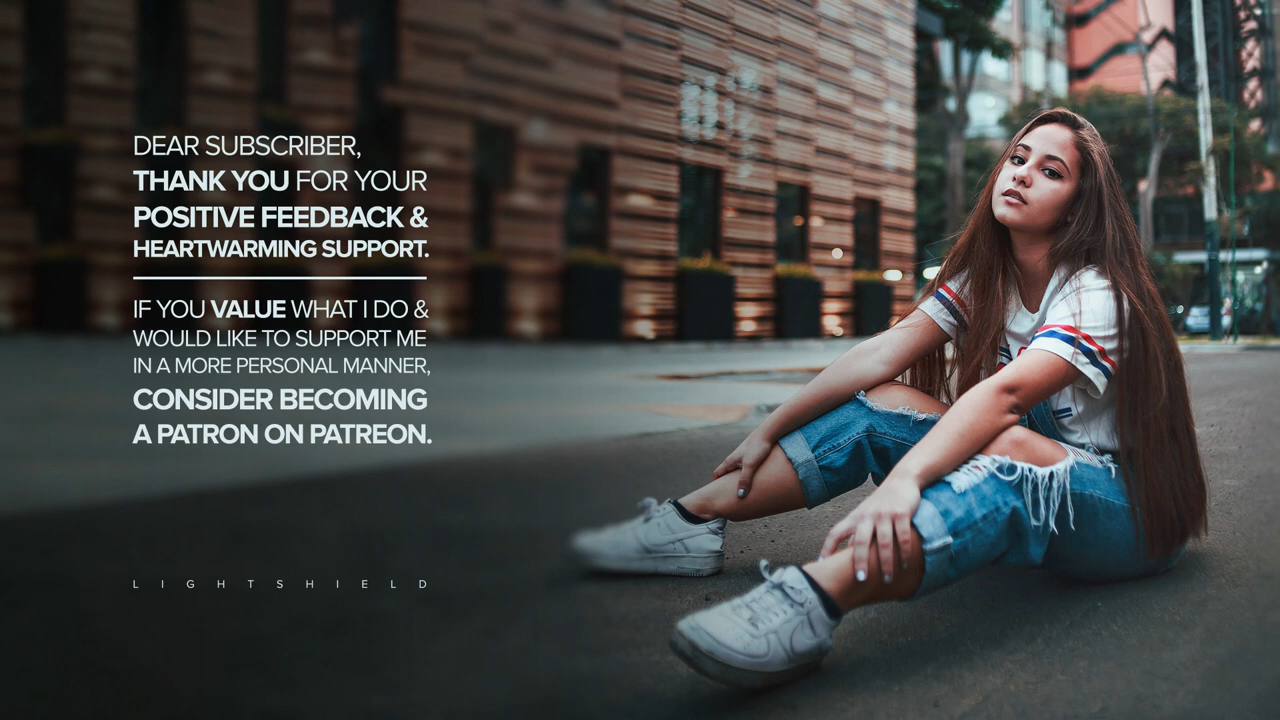 DEAR SUBSCRIBER,
THANK YOU FOR YOUR
POSITIVE FEEDBACK &
HEARTWARMING SUPPORT.
IF YOU VALUE WHAT I DO &
WOULD LIKE TO SUPPORT ME
IN A MORE PERSONAL MANNER,
CONSIDER BECOMING
A PATRON ON PATREON.
LIGHTSHIELD